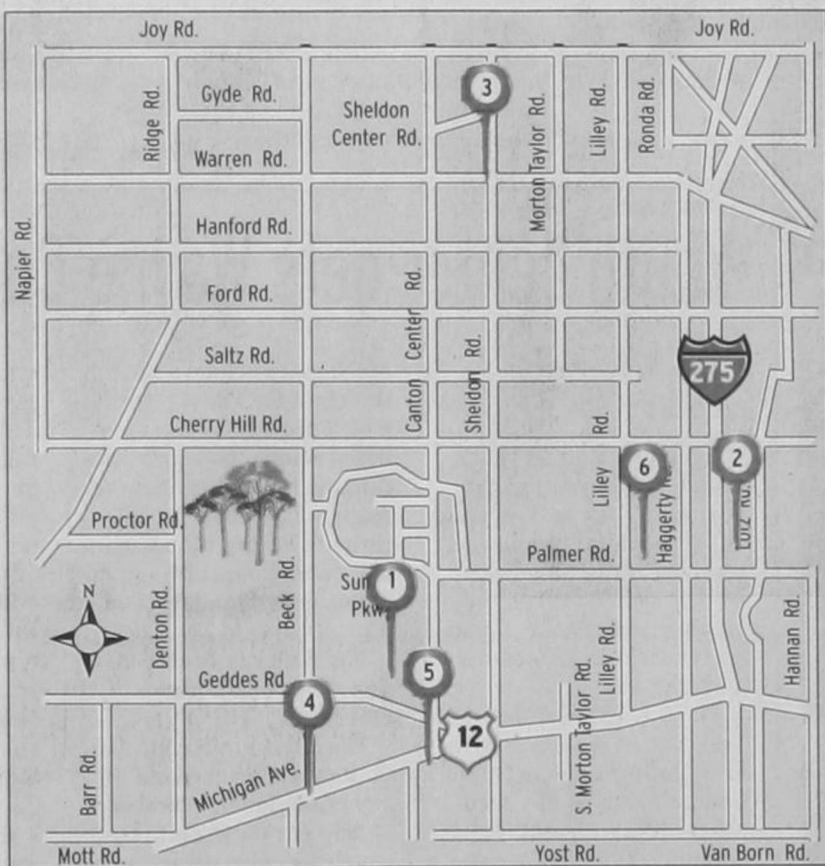 Joy Rd.
Joy Rd.
Ridge Rd.
Gyde Rd.
Sheldon
Center Rd.
3
Morton Taylor Rd.
Lilley Rd.
Ronda Rd.
Warren Rd.
Napier Rd.
Hanford Rd.
Ford Rd.
Canton Center Rd.
Sheldon Rd.
Saltz Rd.
275
Cherry Hill Rd.
Lilley Rd.
6
Haggerty
2
Rd.
Proctor Rd.
Palmer Rd.
Beck Rd.
1
N
Denton Rd.
Geddes Rd.
4
5
12
S. Morton Taylor Rd.
Lilley Rd.
Hannan Rd
Barr Rd.
Michigan Ave.
Mott Rd.
Yost Rd.
Van Born Rd.